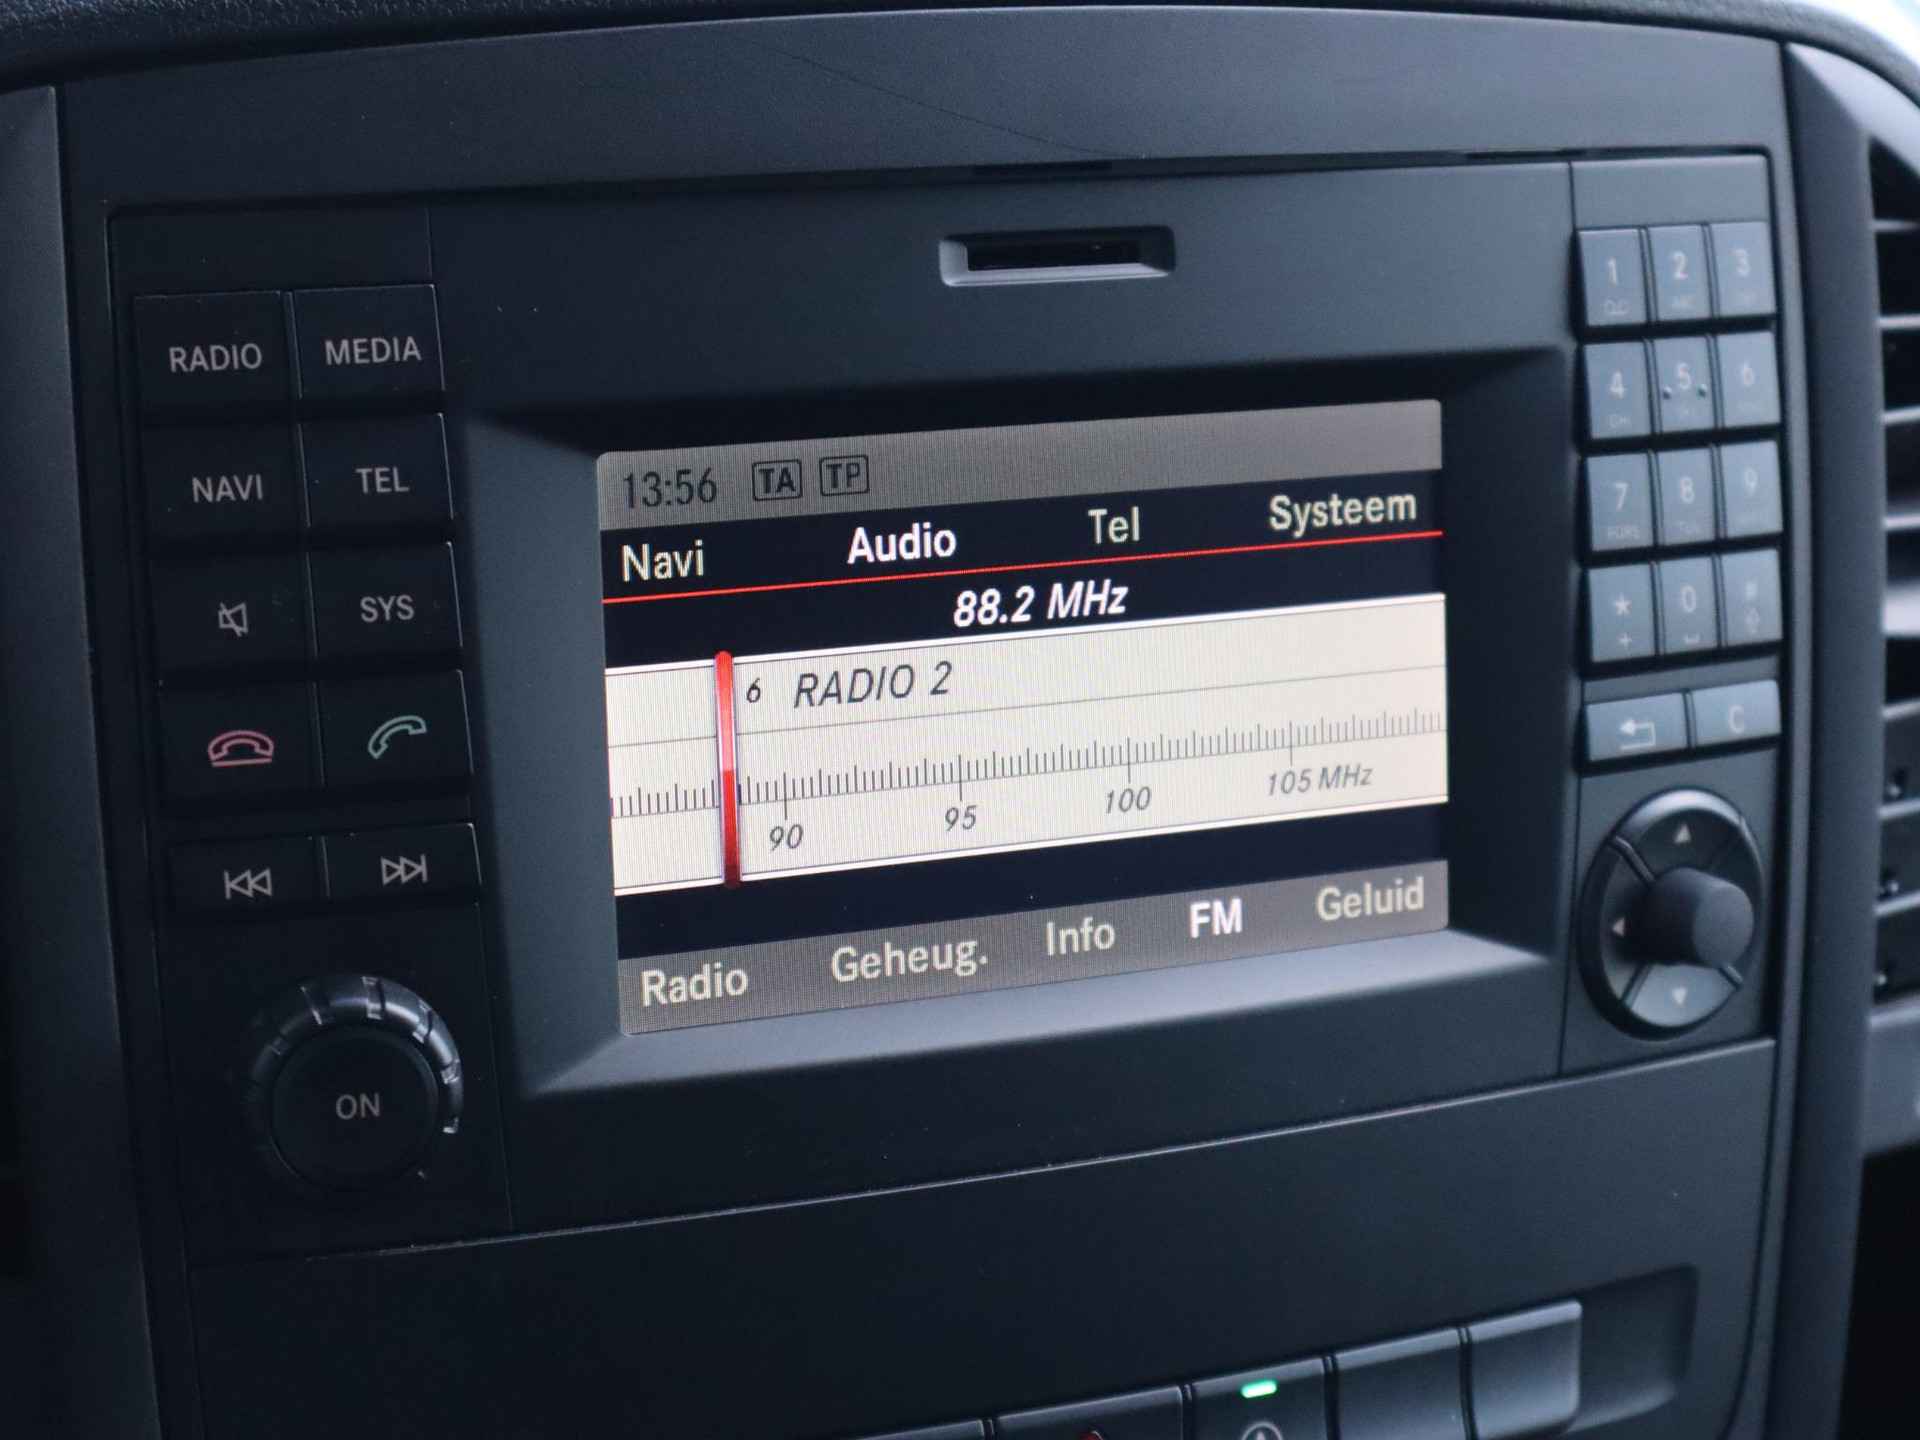 RADIO MEDIA
NAVI TEL
SYS
ON
13:56 TA TP
Navi Audio Tel Systeem
88.2 MHz
6 RADIO 2
90 95 100 105 MHz
Radio Geheug. Info FM Geluid
1 2 3
4 5 6
7 8 9
* 0 #
+
C